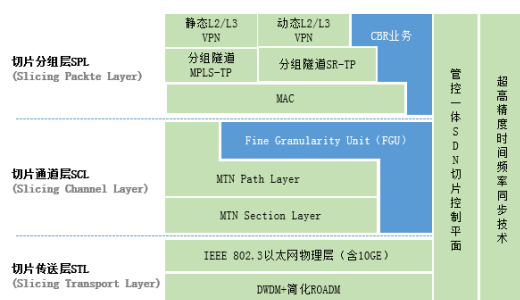 静态L2/L3
VPN
动态L2/L3
VPN
CBR业务
切片分组层SPL
(Slicing Packte Layer)
分组隧道
MPLS-TP
分组隧道SR-TP
MAC
切片通道层SCL
(Slicing Channel Layer)
Fine Granularity Unit（FGU）
MTN Path Layer
MTN Section Layer
切片传送层STL
(Slicing Transport Layer)
IEEE 802.3以太网物理层（含10GE）
DWDM+简化ROADM
管控一体SDN切片控制平面
超高精度时间频率同步技术